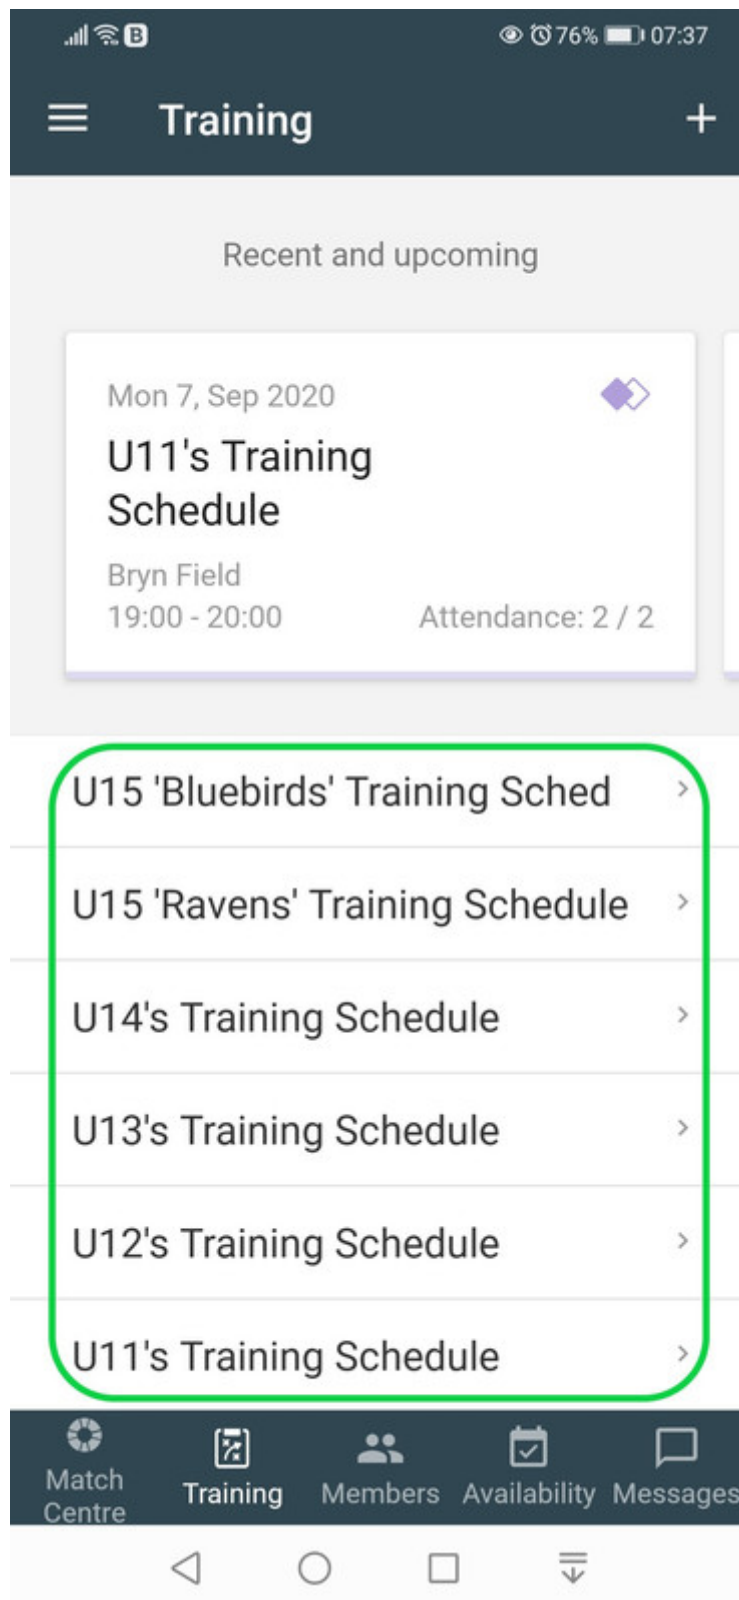 76% 07:37
Training +
Recent and upcoming
Mon 7, Sep 2020
U11's Training
Schedule
Bryn Field
19:00 - 20:00 Attendance: 2 / 2
U15 'Bluebirds' Training Sched
U15 'Ravens' Training Schedule
U14's Training Schedule
U13's Training Schedule
U12's Training Schedule
U11's Training Schedule
Match
Centre
Training
Members
Availability
Messages